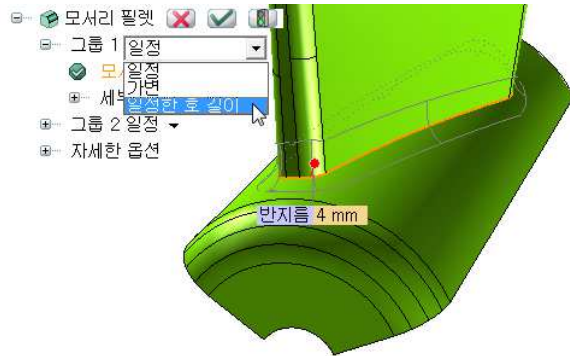 모서리 필렛
그룹 1 일정
일정
가변
일정한 호 길이
그룹 2 일정
자세한 옵션
반지름 4 mm